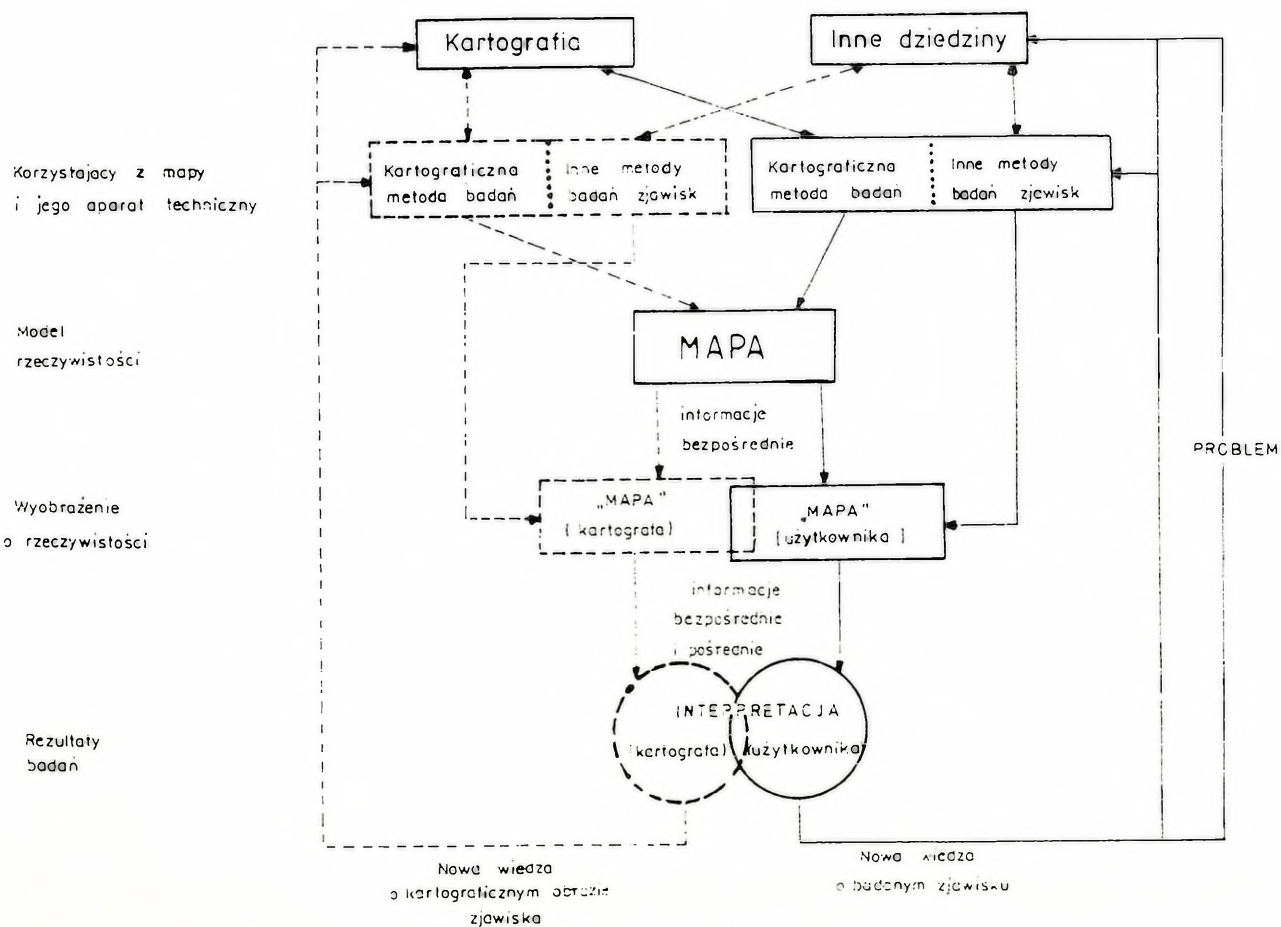 Kartografia
Inne dziedziny
Korzystający z mapy
i jego aparat techniczny
Kartograficzna
metoda badań
Inne metody
badań zjawisk
Kartograficzna
metoda badań
Inne metody
badań zjawisk
Model
rzeczywistości
MAPA
informacje
bezpośrednie
PROBLEM
Wyobrażenie
o rzeczywistości
„MAPA"
(kartografa)
„MAPA"
(użytkownika)
informacje
bezpośrednie
i pośrednie
Rezultaty
badań
INTERPRETACJA
(kartografa) (użytkownika)
Nowa wiedza
o kartograficznym obrazie
zjawiska
Nowa wiedza
o badanym zjawisku